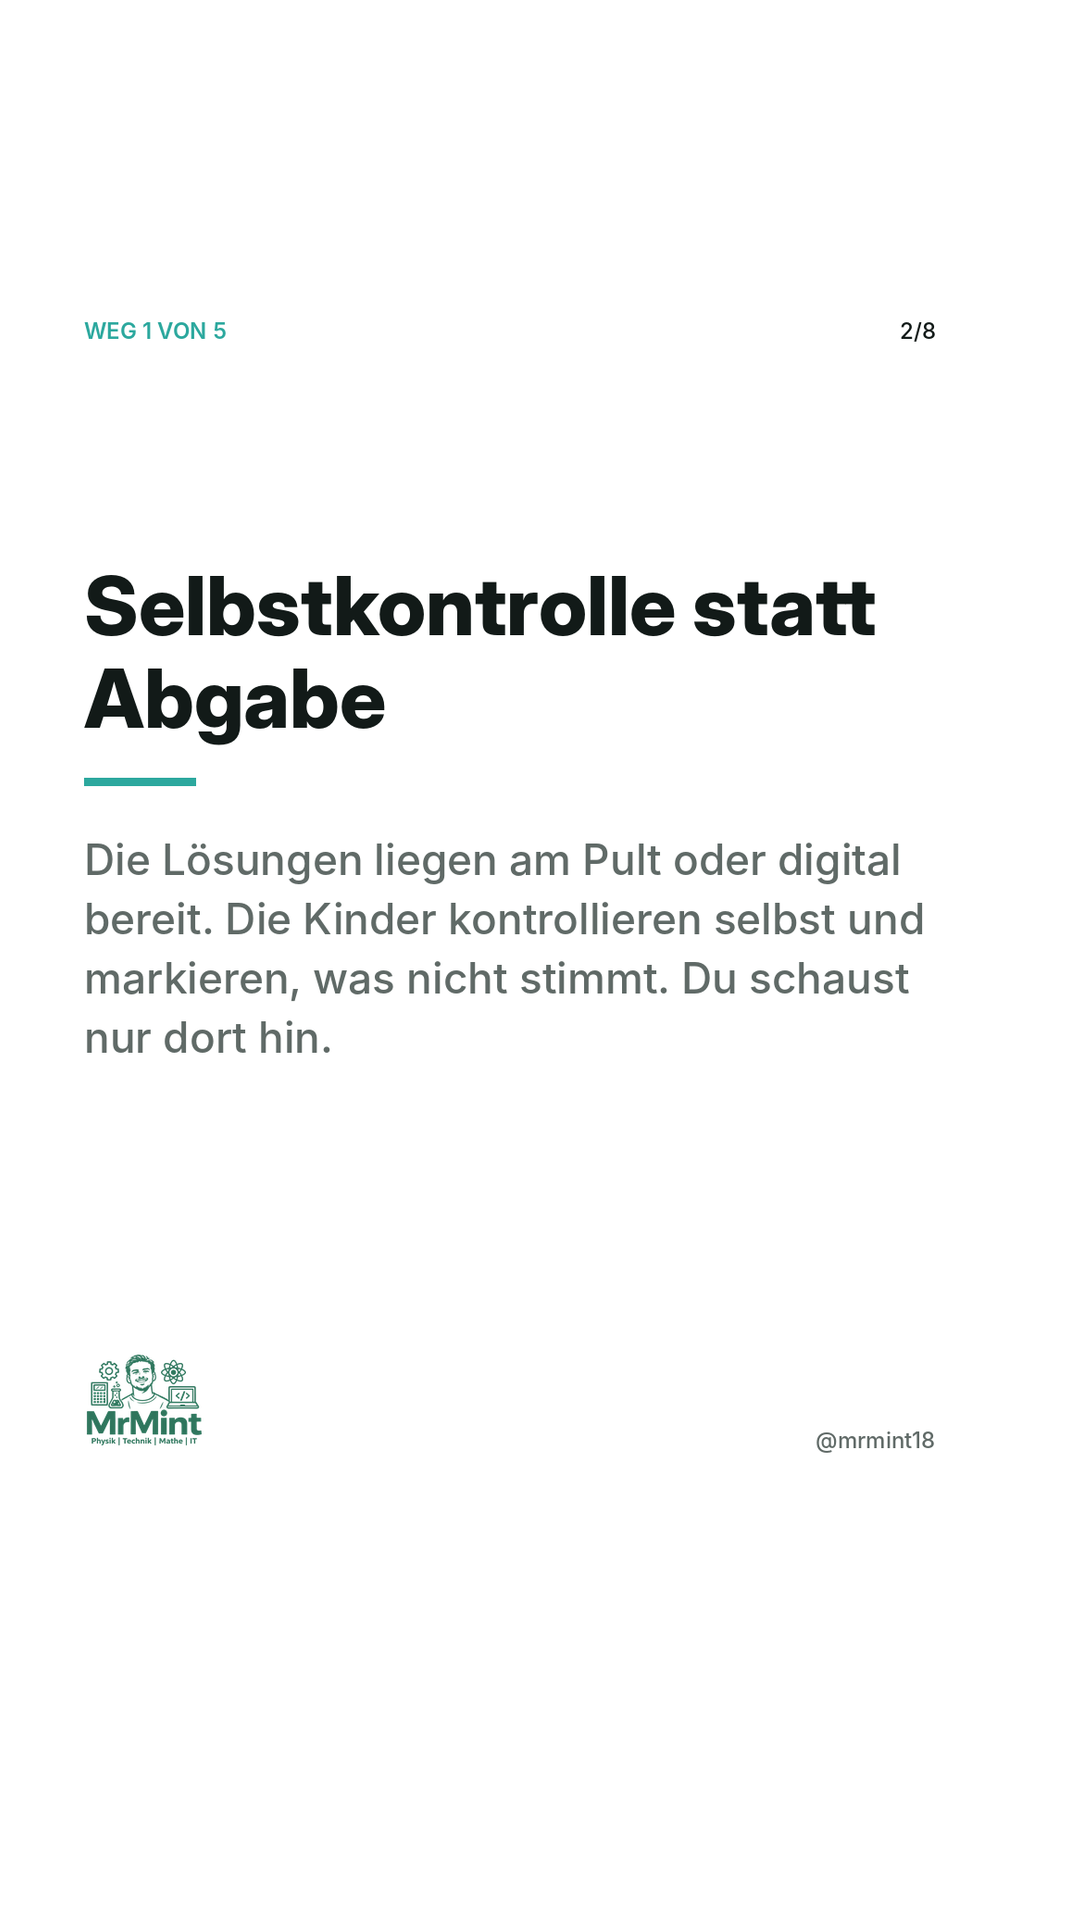 WEG 1 VON 5
2/8
Selbstkontrolle statt
Abgabe
Die Lösungen liegen am Pult oder digital
bereit. Die Kinder kontrollieren selbst und
markieren, was nicht stimmt. Du schaust
nur dort hin.
</>
MrMint
Physik | Technik | Mathe | IT
@mrmint18